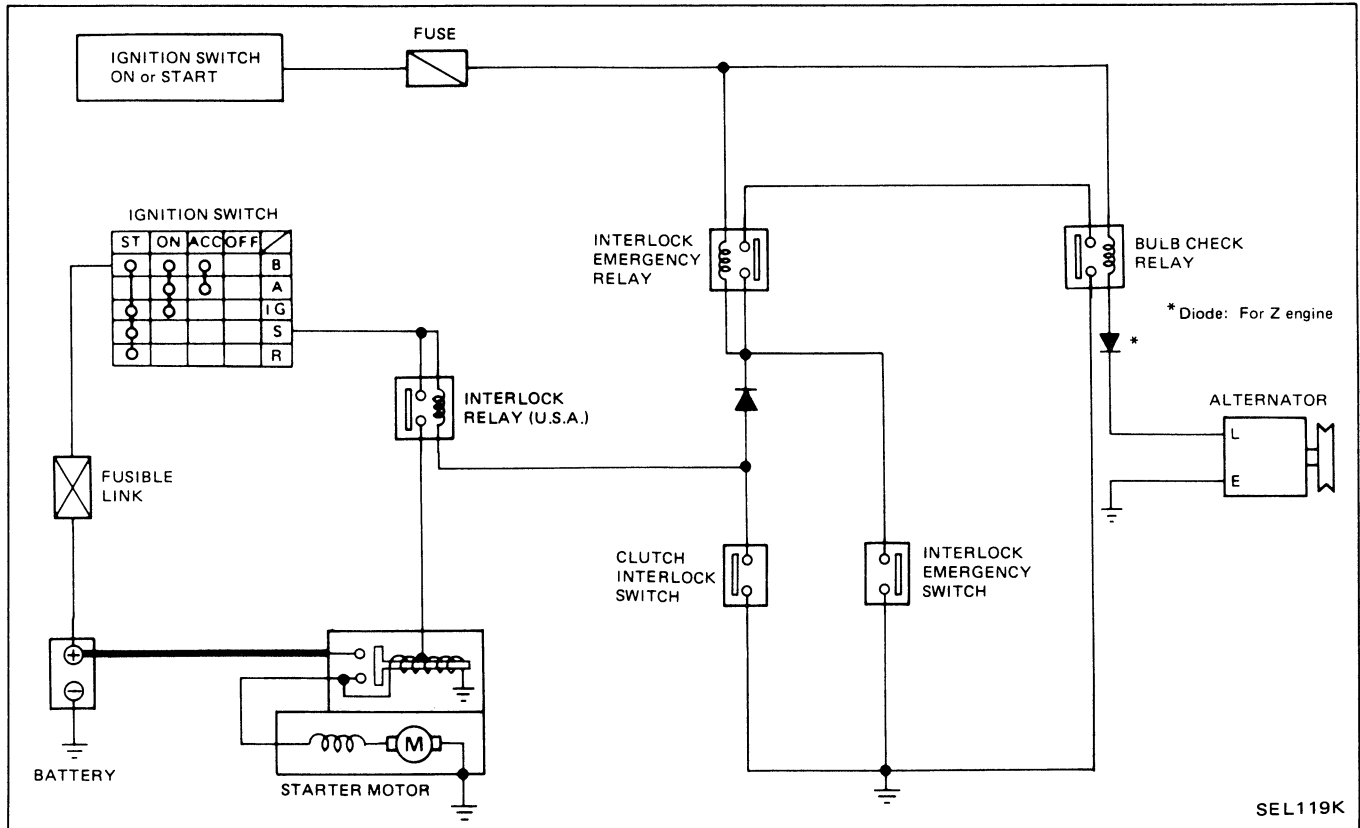 FUSE
IGNITION SWITCH
ON or START
IGNITION SWITCH
ST ON ACC OFF
B
A
IG
S
R
INTERLOCK
EMERGENCY
RELAY
BULB CHECK
RELAY
*Diode: For Z engine
*
INTERLOCK
RELAY (U.S.A.)
ALTERNATOR
L
E
FUSIBLE
LINK
CLUTCH
INTERLOCK
SWITCH
INTERLOCK
EMERGENCY
SWITCH
+
−
M
BATTERY
STARTER MOTOR
SEL119K